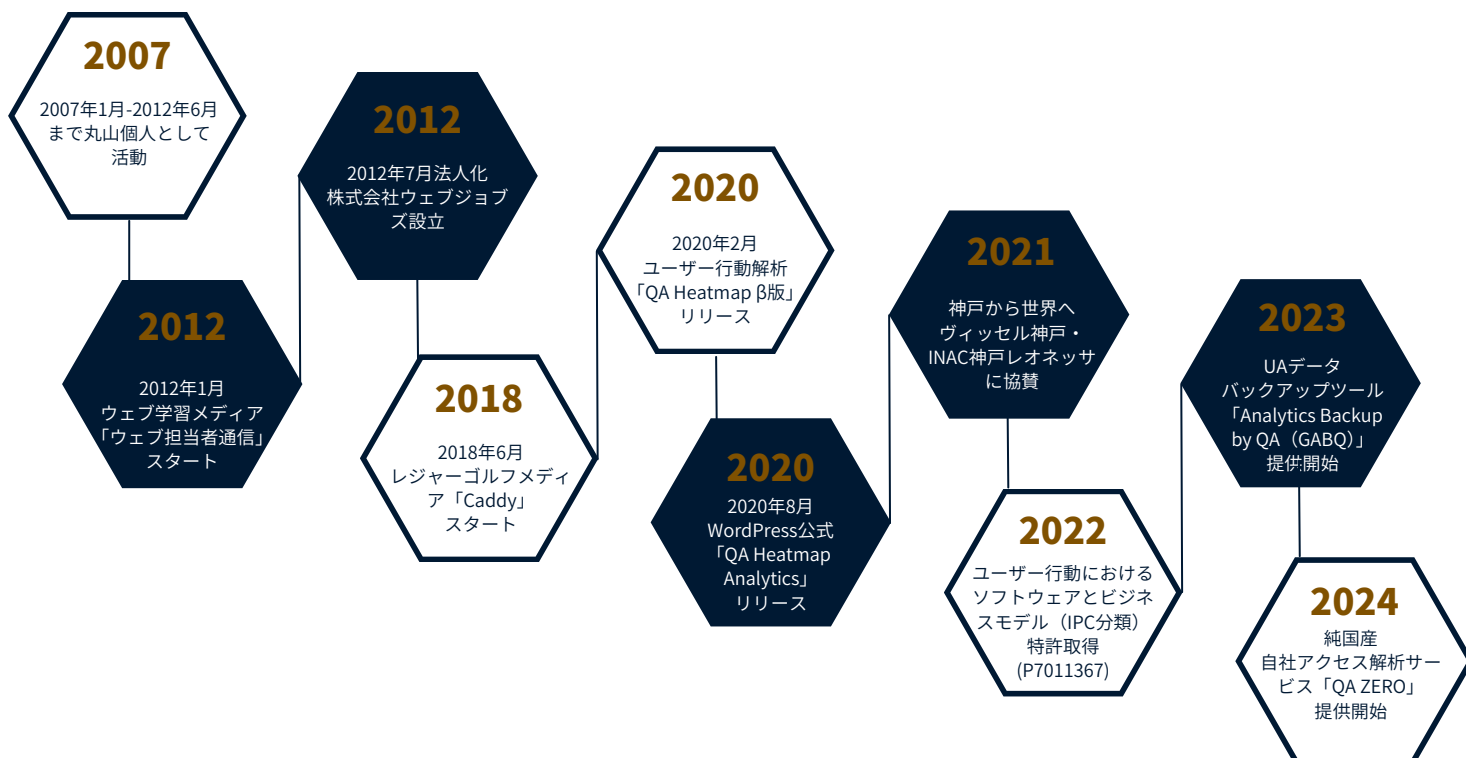 2007
2007年1月-2012年6月
まで丸山個人として
活動
2012
2012年1月
ウェブ学習メディア
「ウェブ担当者通信」
スタート
2012
2012年7月法人化
株式会社ウェブジョブ
ズ設立
2018
2018年6月
レジャーゴルフメディ
ア「Caddy」
スタート
2020
2020年2月
ユーザー行動解析
「QA Heatmap β版」
リリース
2020
2020年8月
WordPress公式
「QA Heatmap
Analytics」
リリース
2021
神戸から世界へ
ヴィッセル神戸・
INAC神戸レオネッサ
に協賛
2022
ユーザー行動における
ソフトウェアとビジネ
スモデル（IPC分類）
特許取得
(P7011367)
2023
UAデータ
バックアップツール
「Analytics Backup
by QA（GABQ）」
提供開始
2024
純国産
自社アクセス解析サー
ビス「QA ZERO」
提供開始